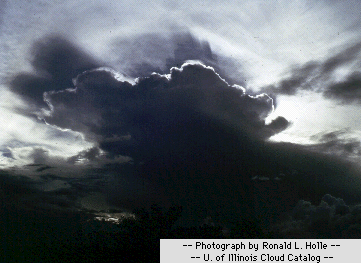 -- Photograph by Ronald L. Holle --
-- U. of Illinois Cloud Catalog --